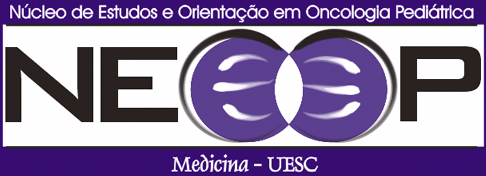 Núcleo de Estudos e Orientação em Oncologia Pediátrica
NEOOP
Medicina - UESC